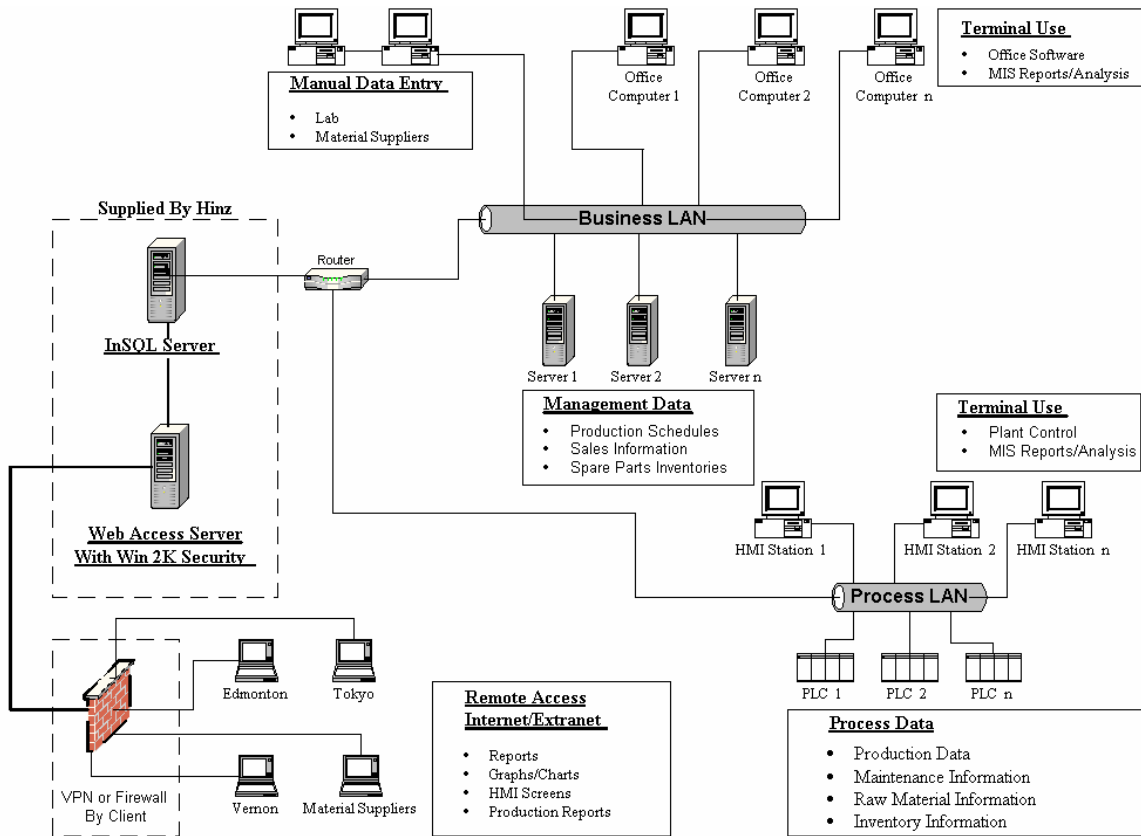 Manual Data Entry
• Lab
• Material Suppliers
Office
Computer 1
Office
Computer 2
Office
Computer n
Terminal Use
• Office Software
• MIS Reports/Analysis
Supplied By Hinz
Router
Business LAN
InSQL Server
Server 1
Server 2
Server n
Management Data
• Production Schedules
• Sales Information
• Spare Parts Inventories
Terminal Use
• Plant Control
• MIS Reports/Analysis
Web Access Server
With Win 2K Security
HMI Station 1
HMI Station 2
HMI Station n
Process LAN
PLC 1
PLC 2
PLC n
Edmonton
Tokyo
Vernon
Material Suppliers
VPN or Firewall
By Client
Remote Access
Internet/Extranet
• Reports
• Graphs/Charts
• HMI Screens
• Production Reports
Process Data
• Production Data
• Maintenance Information
• Raw Material Information
• Inventory Information